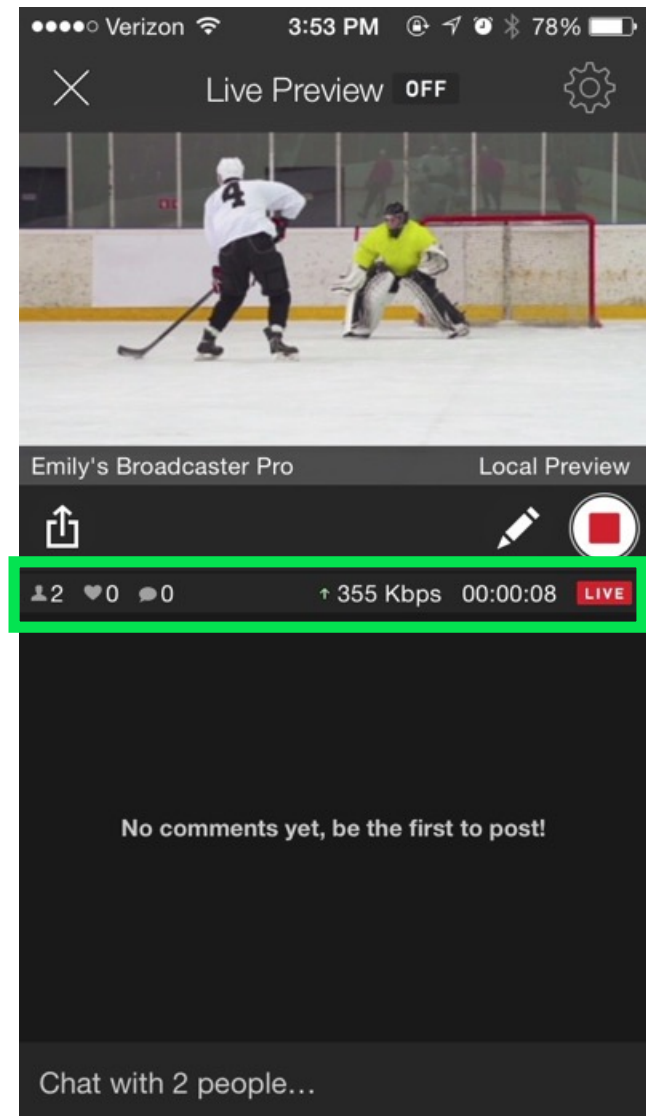 Verizon 3:53 PM 78%
Live Preview OFF
4
Emily's Broadcaster Pro Local Preview
2 0 0 ↑ 355 Kbps 00:00:08 LIVE
No comments yet, be the first to post!
Chat with 2 people...